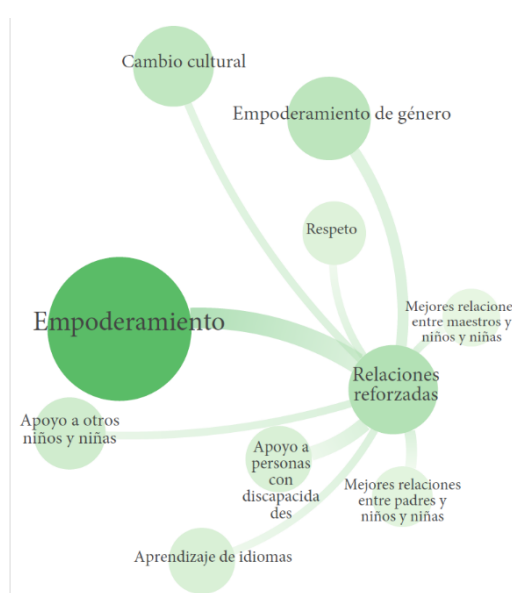 Cambio cultural
Empoderamiento de género
Respeto
Mejores relacione
entre maestros y
niños y niñas
Empoderamiento
Relaciones
reforzadas
Apoyo a otros
niños y niñas
Apoyo a
personas
con
discapacida
des
Mejores relaciones
entre padres y
niños y niñas
Aprendizaje de idiomas